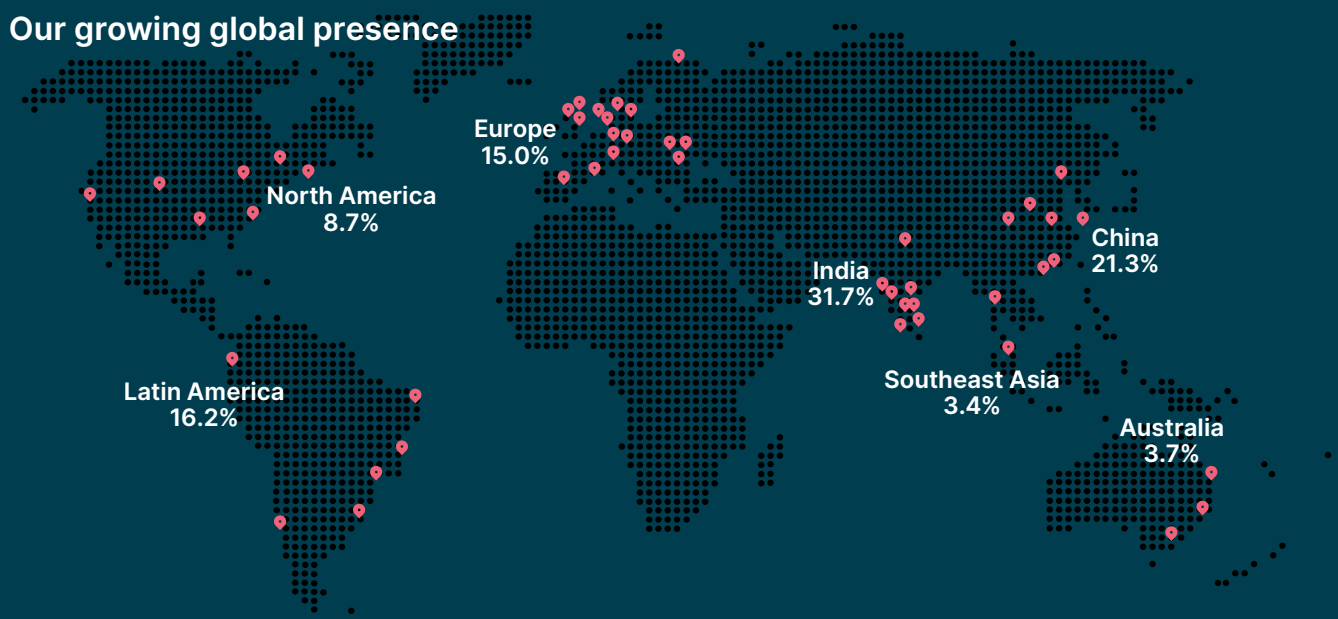 Our growing global presence
Europe
15.0%
North America
8.7%
China
21.3%
India
31.7%
Latin America
16.2%
Southeast Asia
3.4%
Australia
3.7%